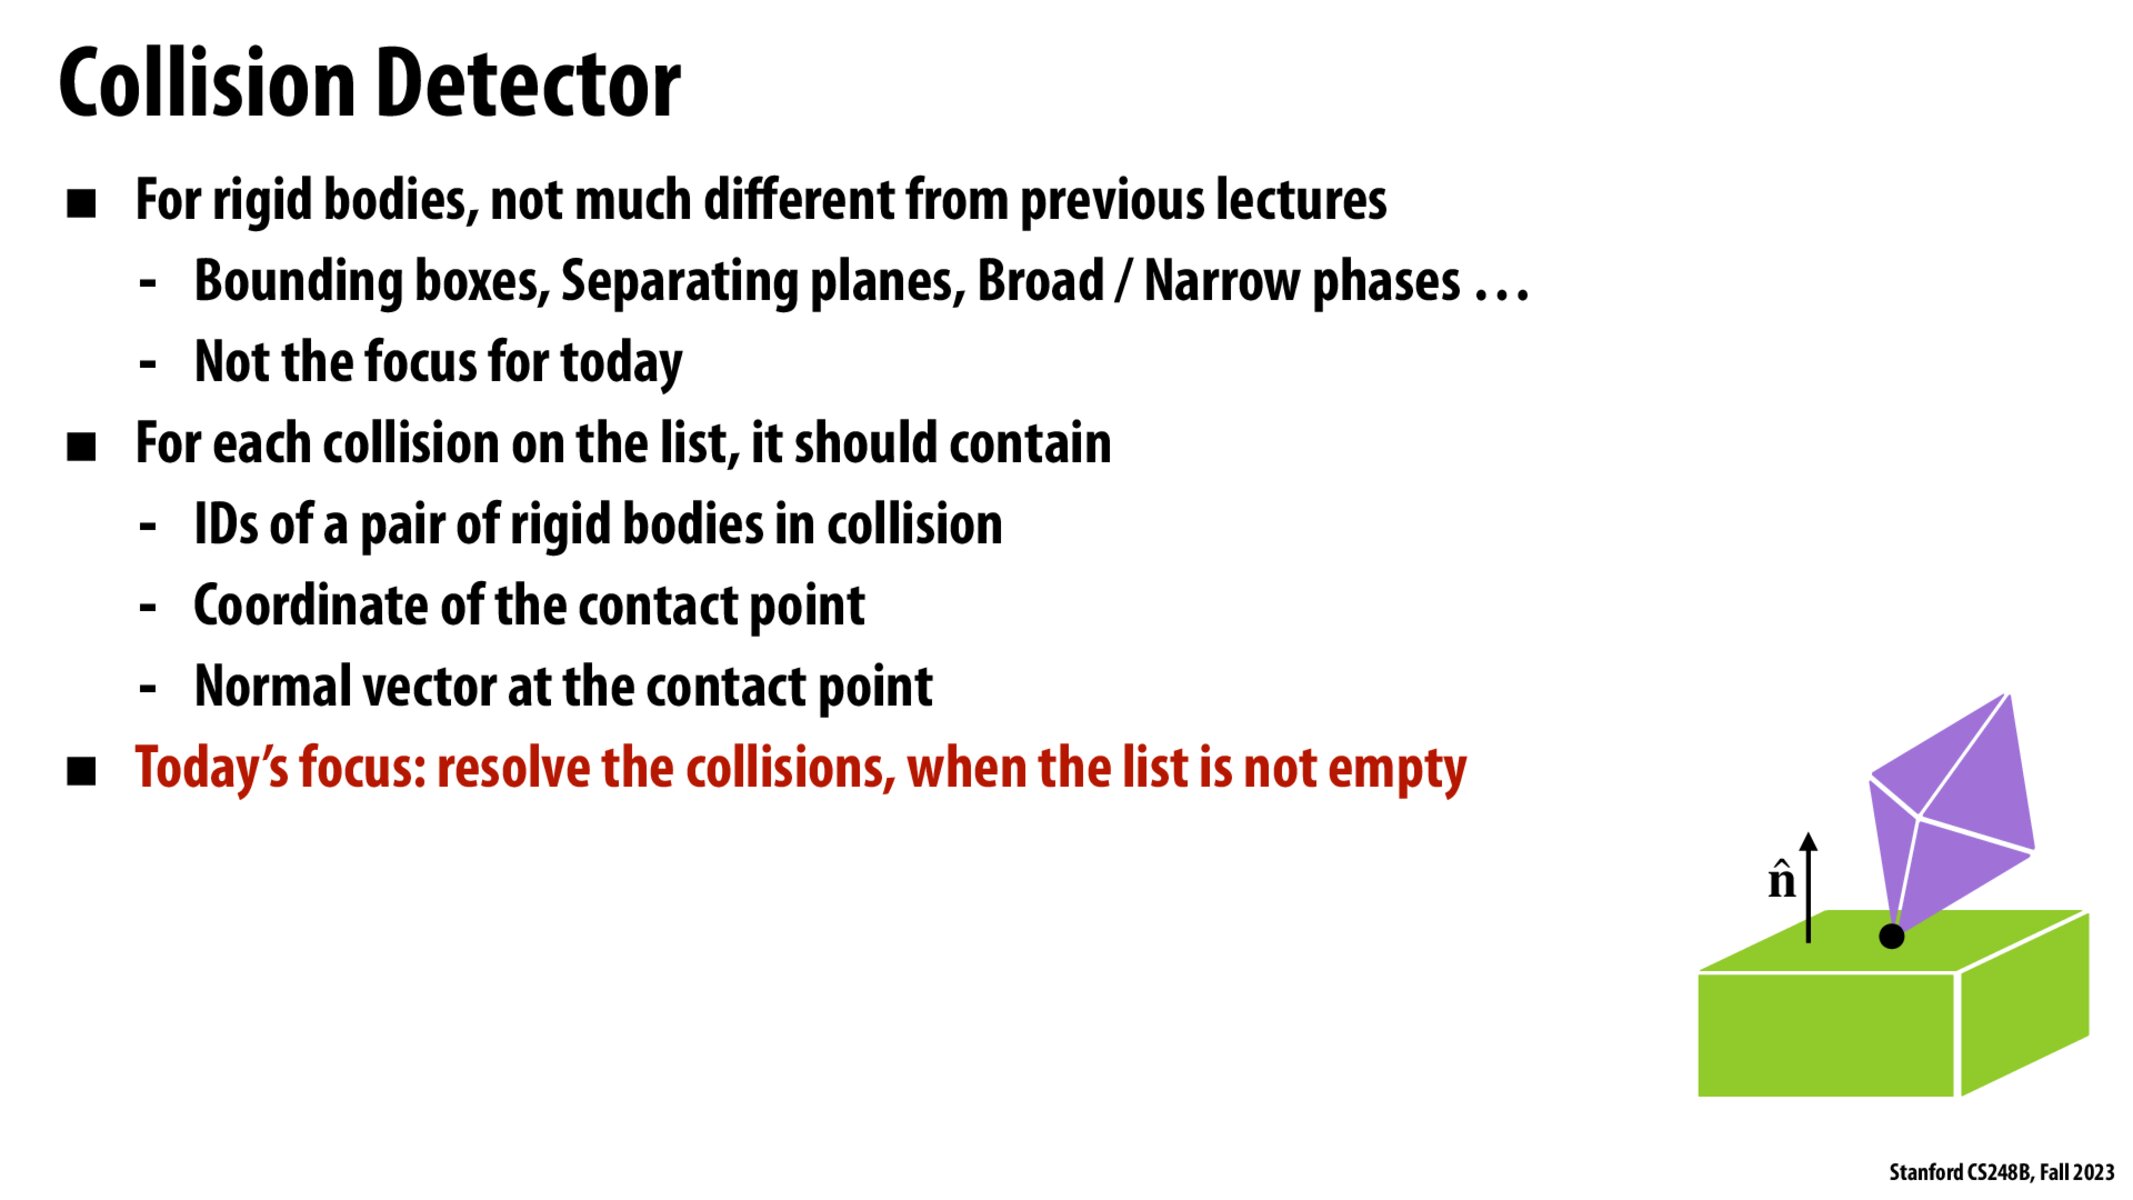 Collision Detector
■ For rigid bodies, not much different from previous lectures
- Bounding boxes, Separating planes, Broad / Narrow phases …
- Not the focus for today
■ For each collision on the list, it should contain
- IDs of a pair of rigid bodies in collision
- Coordinate of the contact point
- Normal vector at the contact point
■ Today’s focus: resolve the collisions, when the list is not empty
n̂
Stanford CS248B, Fall 2023